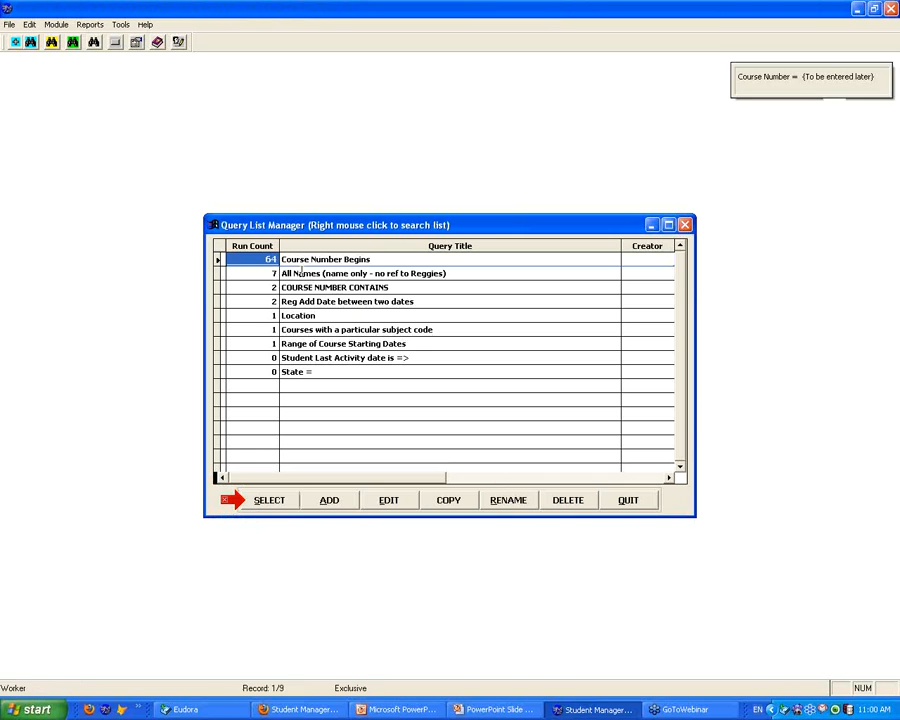 File Edit Module Reports Tools Help
Course Number = {To be entered later}
Query List Manager (Right mouse click to search list)
Run Count Query Title Creator
64 Course Number Begins
7 All Names (name only - no ref to Reggies)
2 COURSE NUMBER CONTAINS
2 Reg Add Date between two dates
1 Location
1 Courses with a particular subject code
1 Range of Course Starting Dates
0 Student Last Activity date is =>
0 State =
SELECT ADD EDIT COPY RENAME DELETE QUIT
Worker Record: 1/9 Exclusive NUM
start Eudora Student Manager... Microsoft PowerP... PowerPoint Slide ... Student Manager... GoToWebinar EN 11:00 AM